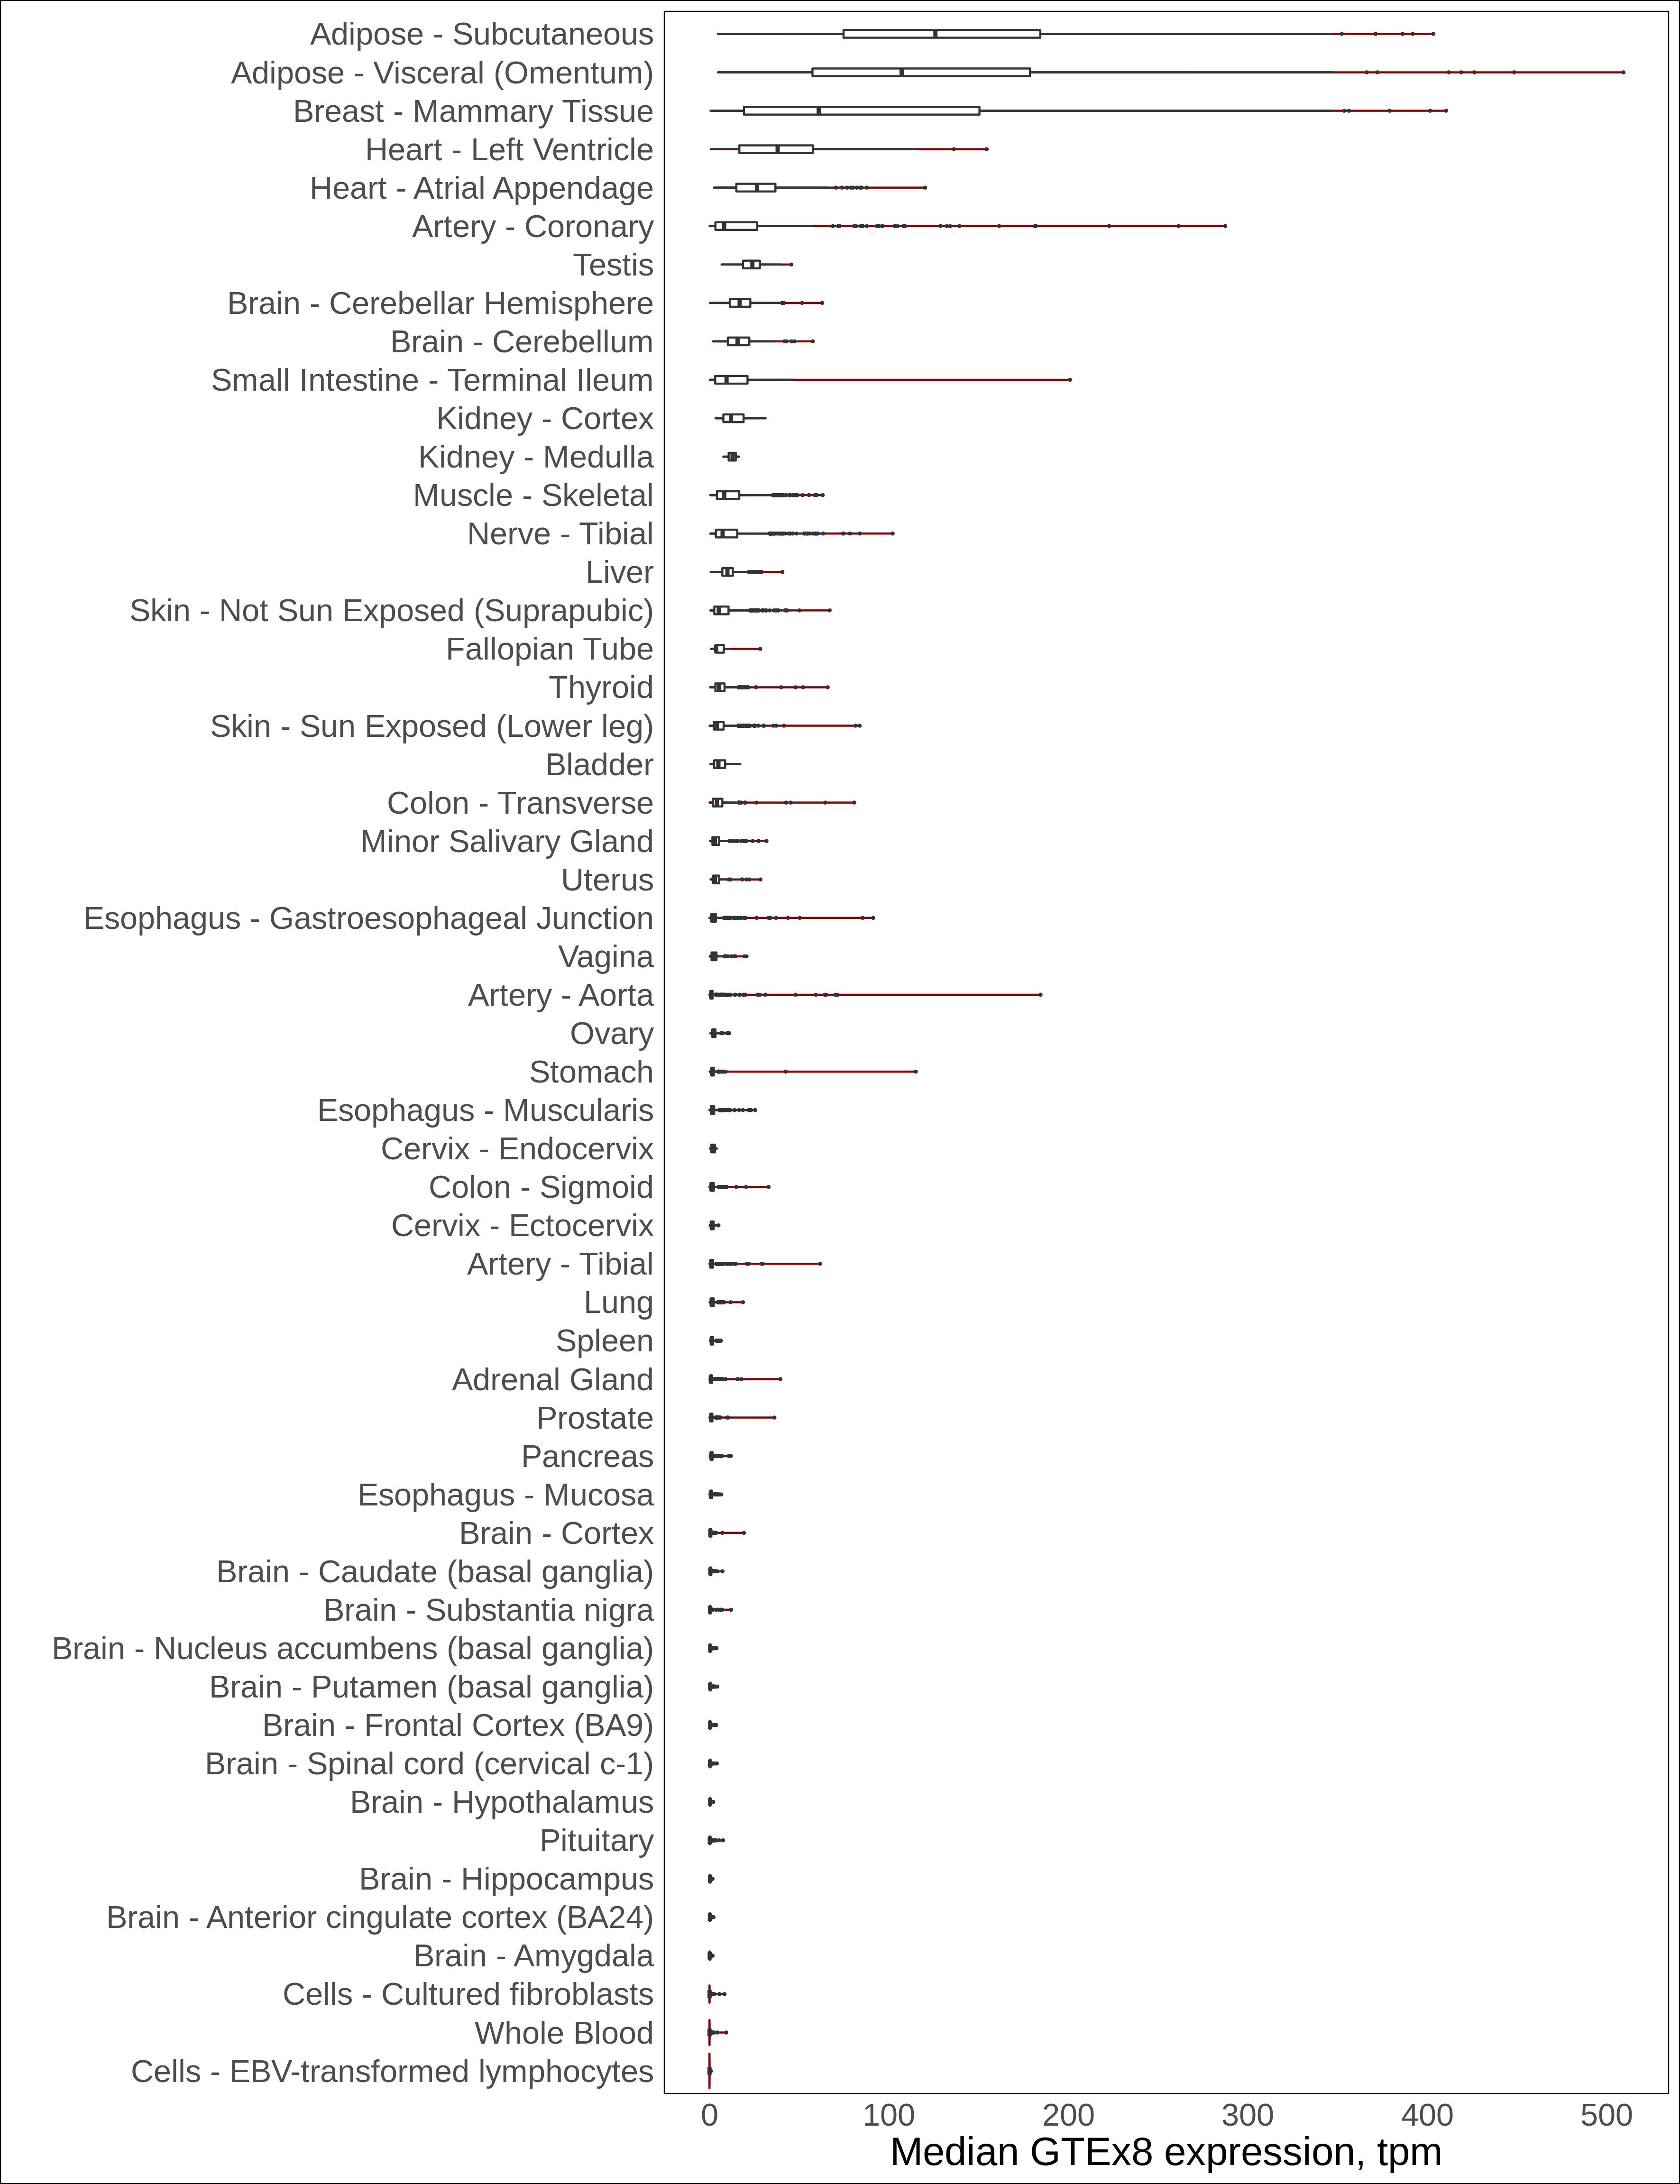 Adipose - Subcutaneous
Adipose - Visceral (Omentum)
Breast - Mammary Tissue
Heart - Left Ventricle
Heart - Atrial Appendage
Artery - Coronary
Testis
Brain - Cerebellar Hemisphere
Brain - Cerebellum
Small Intestine - Terminal Ileum
Kidney - Cortex
Kidney - Medulla
Muscle - Skeletal
Nerve - Tibial
Liver
Skin - Not Sun Exposed (Suprapubic)
Fallopian Tube
Thyroid
Skin - Sun Exposed (Lower leg)
Bladder
Colon - Transverse
Minor Salivary Gland
Uterus
Esophagus - Gastroesophageal Junction
Vagina
Artery - Aorta
Ovary
Stomach
Esophagus - Muscularis
Cervix - Endocervix
Colon - Sigmoid
Cervix - Ectocervix
Artery - Tibial
Lung
Spleen
Adrenal Gland
Prostate
Pancreas
Esophagus - Mucosa
Brain - Cortex
Brain - Caudate (basal ganglia)
Brain - Substantia nigra
Brain - Nucleus accumbens (basal ganglia)
Brain - Putamen (basal ganglia)
Brain - Frontal Cortex (BA9)
Brain - Spinal cord (cervical c-1)
Brain - Hypothalamus
Pituitary
Brain - Hippocampus
Brain - Anterior cingulate cortex (BA24)
Brain - Amygdala
Cells - Cultured fibroblasts
Whole Blood
Cells - EBV-transformed lymphocytes
0 100 200 300 400 500
Median GTEx8 expression, tpm